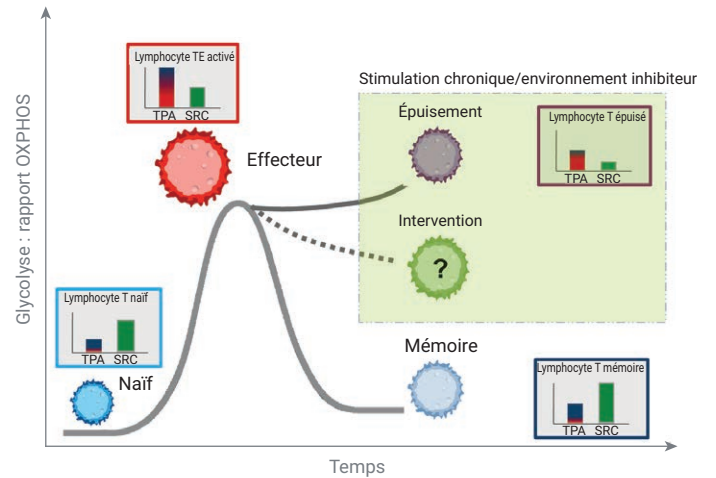 Lymphocyte TE activé
TPA SRC
Effecteur
Stimulation chronique/environnement inhibiteur
Épuisement
Lymphocyte T épuisé
TPA SRC
Intervention
?
Glycolyse : rapport OXPHOS
Lymphocyte T naïf
TPA SRC
Naïf
Mémoire
Lymphocyte T mémoire
TPA SRC
Temps